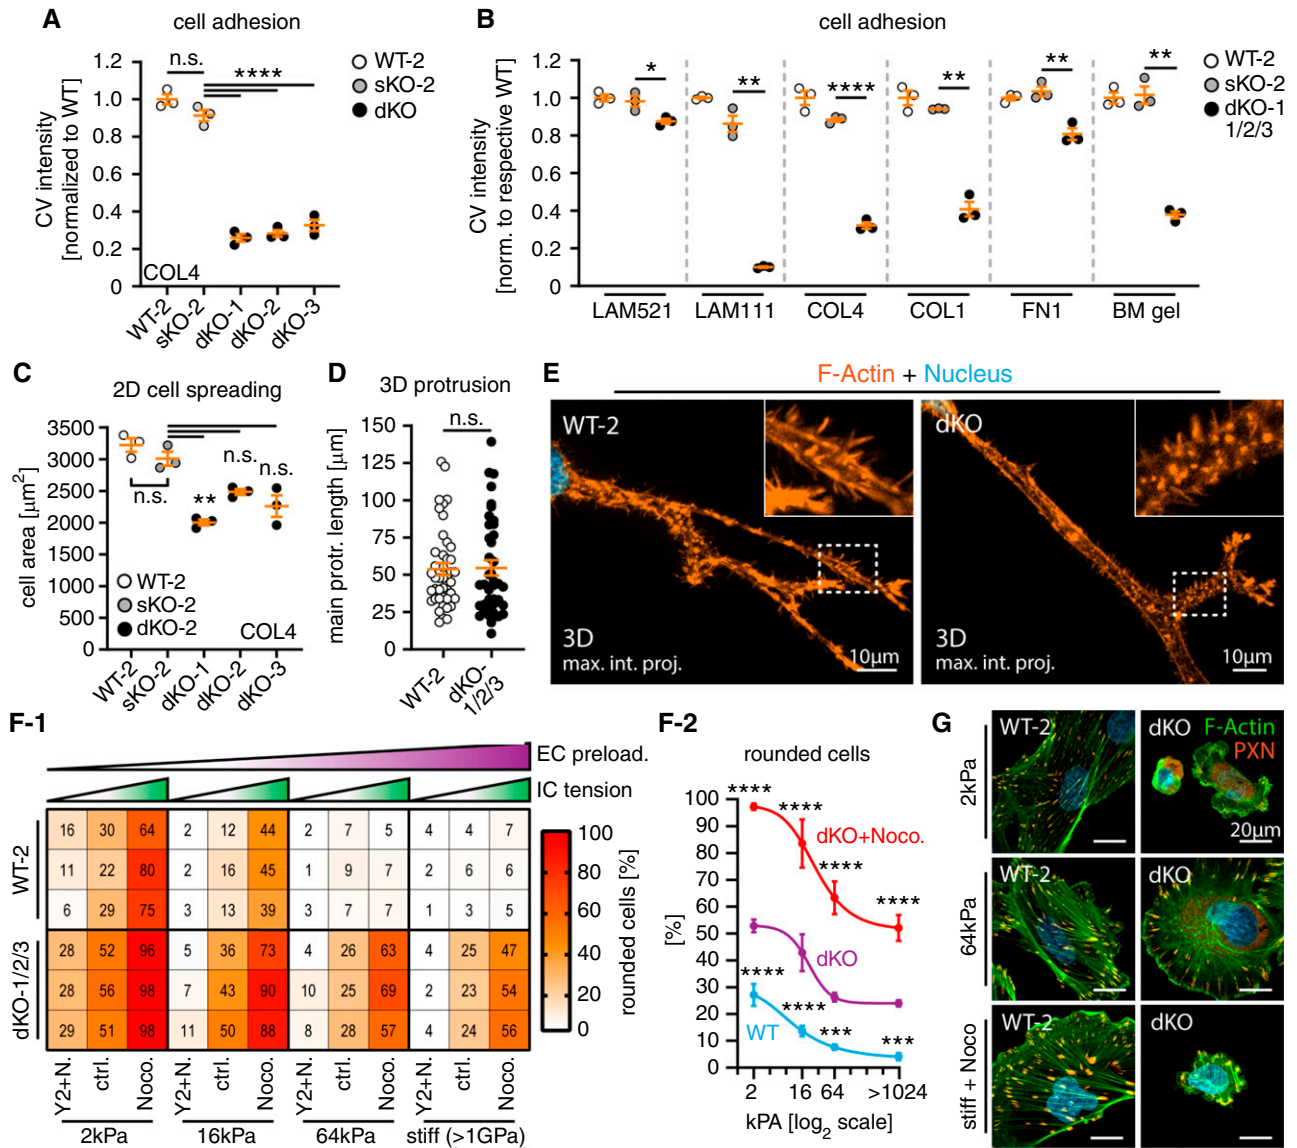 A
cell adhesion
CV intensity
[normalized to WT]
1.2
1.0
0.8
0.6
0.4
0.2
0
n.s.
****
COL4
WT-2
sKO-2
dKO-1
dKO-2
dKO-3
WT-2
sKO-2
dKO
B
cell adhesion
CV intensity
[norm. to respective WT]
1.2
1.0
0.8
0.6
0.4
0.2
0
*
**
****
**
**
**
LAM521
LAM111
COL4
COL1
FN1
BM gel
WT-2
sKO-2
dKO-1
1/2/3
C
2D cell spreading
cell area [µm²]
3500
3000
2500
2000
1500
1000
500
0
n.s.
**
n.s.
n.s.
WT-2
sKO-2
dKO-2
COL4
WT-2
sKO-2
dKO-1
dKO-2
dKO-3
D
3D protrusion
main protr. length [µm]
150
125
100
75
50
25
0
n.s.
WT-2
dKO-
1/2/3
E
F-Actin + Nucleus
WT-2
3D
max. int. proj.
10µm
dKO
3D
max. int. proj.
10µm
F-1
EC preload.
IC tension
WT-2
16 30 64 2 12 44 2 7 5 4 4 7
11 22 80 2 16 45 1 9 7 2 6 6
6 29 75 3 13 39 3 7 7 1 3 5
dKO-1/2/3
28 52 96 5 36 73 4 26 63 4 25 47
28 56 98 7 43 90 10 25 69 2 23 54
29 51 98 11 50 88 8 28 57 4 24 56
Y2+N. ctrl. Noco. Y2+N. ctrl. Noco. Y2+N. ctrl. Noco. Y2+N. ctrl. Noco.
2kPa 16kPa 64kPa stiff (>1GPa)
100
80
60
40
20
0
rounded cells [%]
F-2
rounded cells
[%]
100
90
80
70
60
50
40
30
20
10
0
****
****
****
****
dKO+Noco.
dKO
****
****
***
***
WT
2 16 64 >1024
kPA [log₂ scale]
G
2kPa
WT-2
dKO
F-Actin
PXN
20µm
64kPa
WT-2
dKO
stiff + Noco
WT-2
dKO